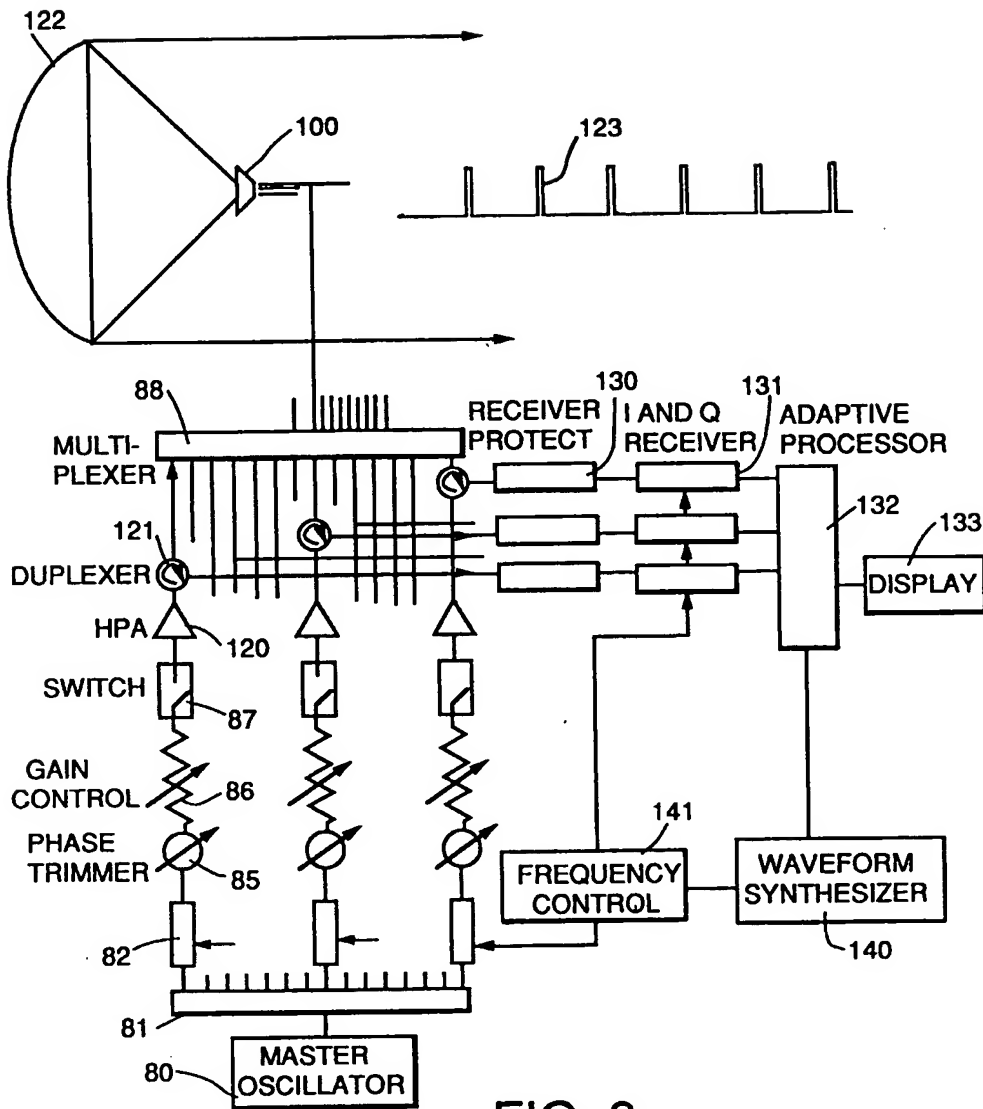 122
100
123
88
MULTI-
PLEXER
RECEIVER
PROTECT
130
I AND Q
RECEIVER
131
ADAPTIVE
PROCESSOR
132
133
DISPLAY
121
DUPLEXER
HPA
120
SWITCH
87
GAIN
CONTROL
86
PHASE
TRIMMER
85
141
FREQUENCY
CONTROL
WAVEFORM
SYNTHESIZER
140
82
81
80
MASTER
OSCILLATOR